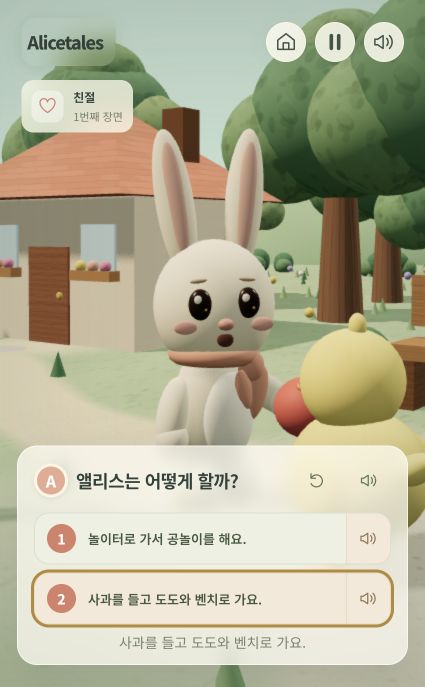 Alicetales
친절
1번째 장면
A
앨리스는 어떻게 할까?
1
놀이터로 가서 공놀이를 해요.
2
사과를 들고 도도와 벤치로 가요.
사과를 들고 도도와 벤치로 가요.